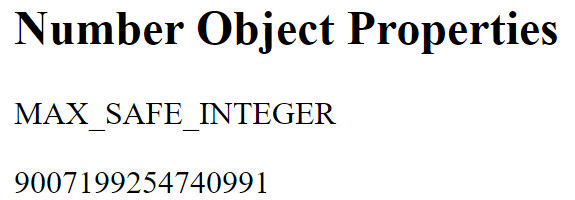 Number Object Properties
MAX_SAFE_INTEGER
9007199254740991